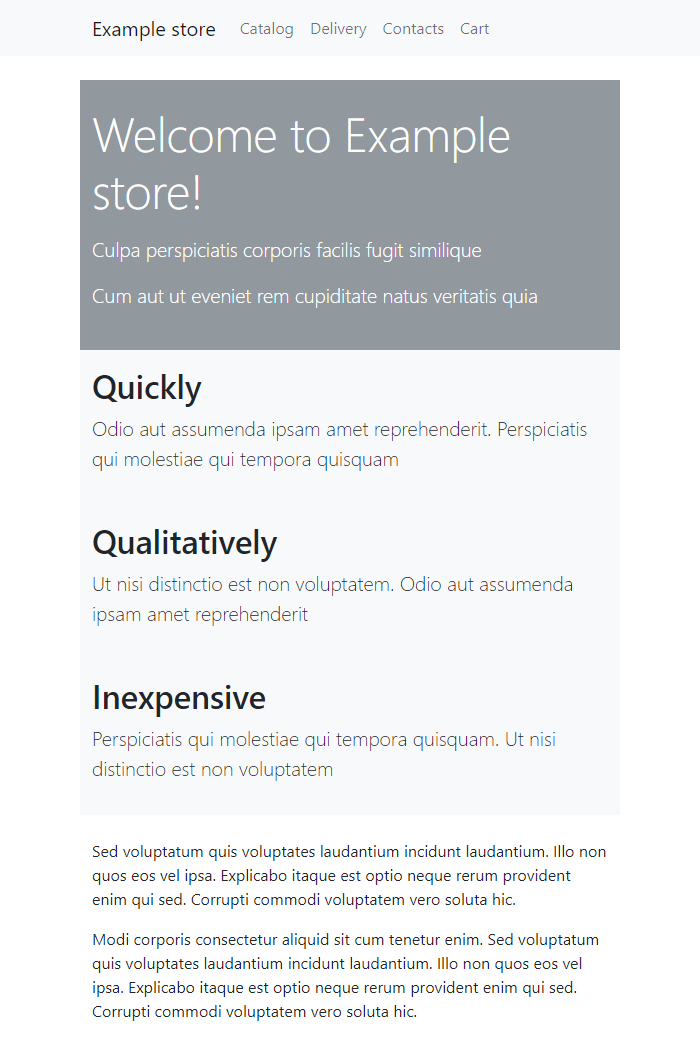 Example store Catalog Delivery Contacts Cart
Welcome to Example
store!
Culpa perspiciatis corporis facilis fugit similique
Cum aut ut eveniet rem cupiditate natus veritatis quia
Quickly
Odio aut assumenda ipsam amet reprehenderit. Perspiciatis
qui molestiae qui tempora quisquam
Qualitatively
Ut nisi distinctio est non voluptatem. Odio aut assumenda
ipsam amet reprehenderit
Inexpensive
Perspiciatis qui molestiae qui tempora quisquam. Ut nisi
distinctio est non voluptatem
Sed voluptatum quis voluptates laudantium incidunt laudantium. Illo non
quos eos vel ipsa. Explicabo itaque est optio neque rerum provident
enim qui sed. Corrupti commodi voluptatem vero soluta hic.
Modi corporis consectetur aliquid sit cum tenetur enim. Sed voluptatum
quis voluptates laudantium incidunt laudantium. Illo non quos eos vel
ipsa. Explicabo itaque est optio neque rerum provident enim qui sed.
Corrupti commodi voluptatem vero soluta hic.